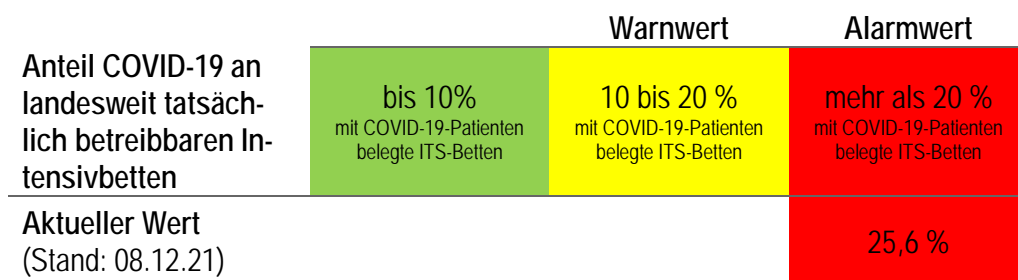 Warnwert Alarmwert
Anteil COVID-19 an
landesweit tatsäch-
lich betreibbaren In-
tensivbetten
bis 10%
mit COVID-19-Patienten
belegte ITS-Betten
10 bis 20 %
mit COVID-19-Patienten
belegte ITS-Betten
mehr als 20 %
mit COVID-19-Patienten
belegte ITS-Betten
Aktueller Wert
(Stand: 08.12.21)
25,6 %